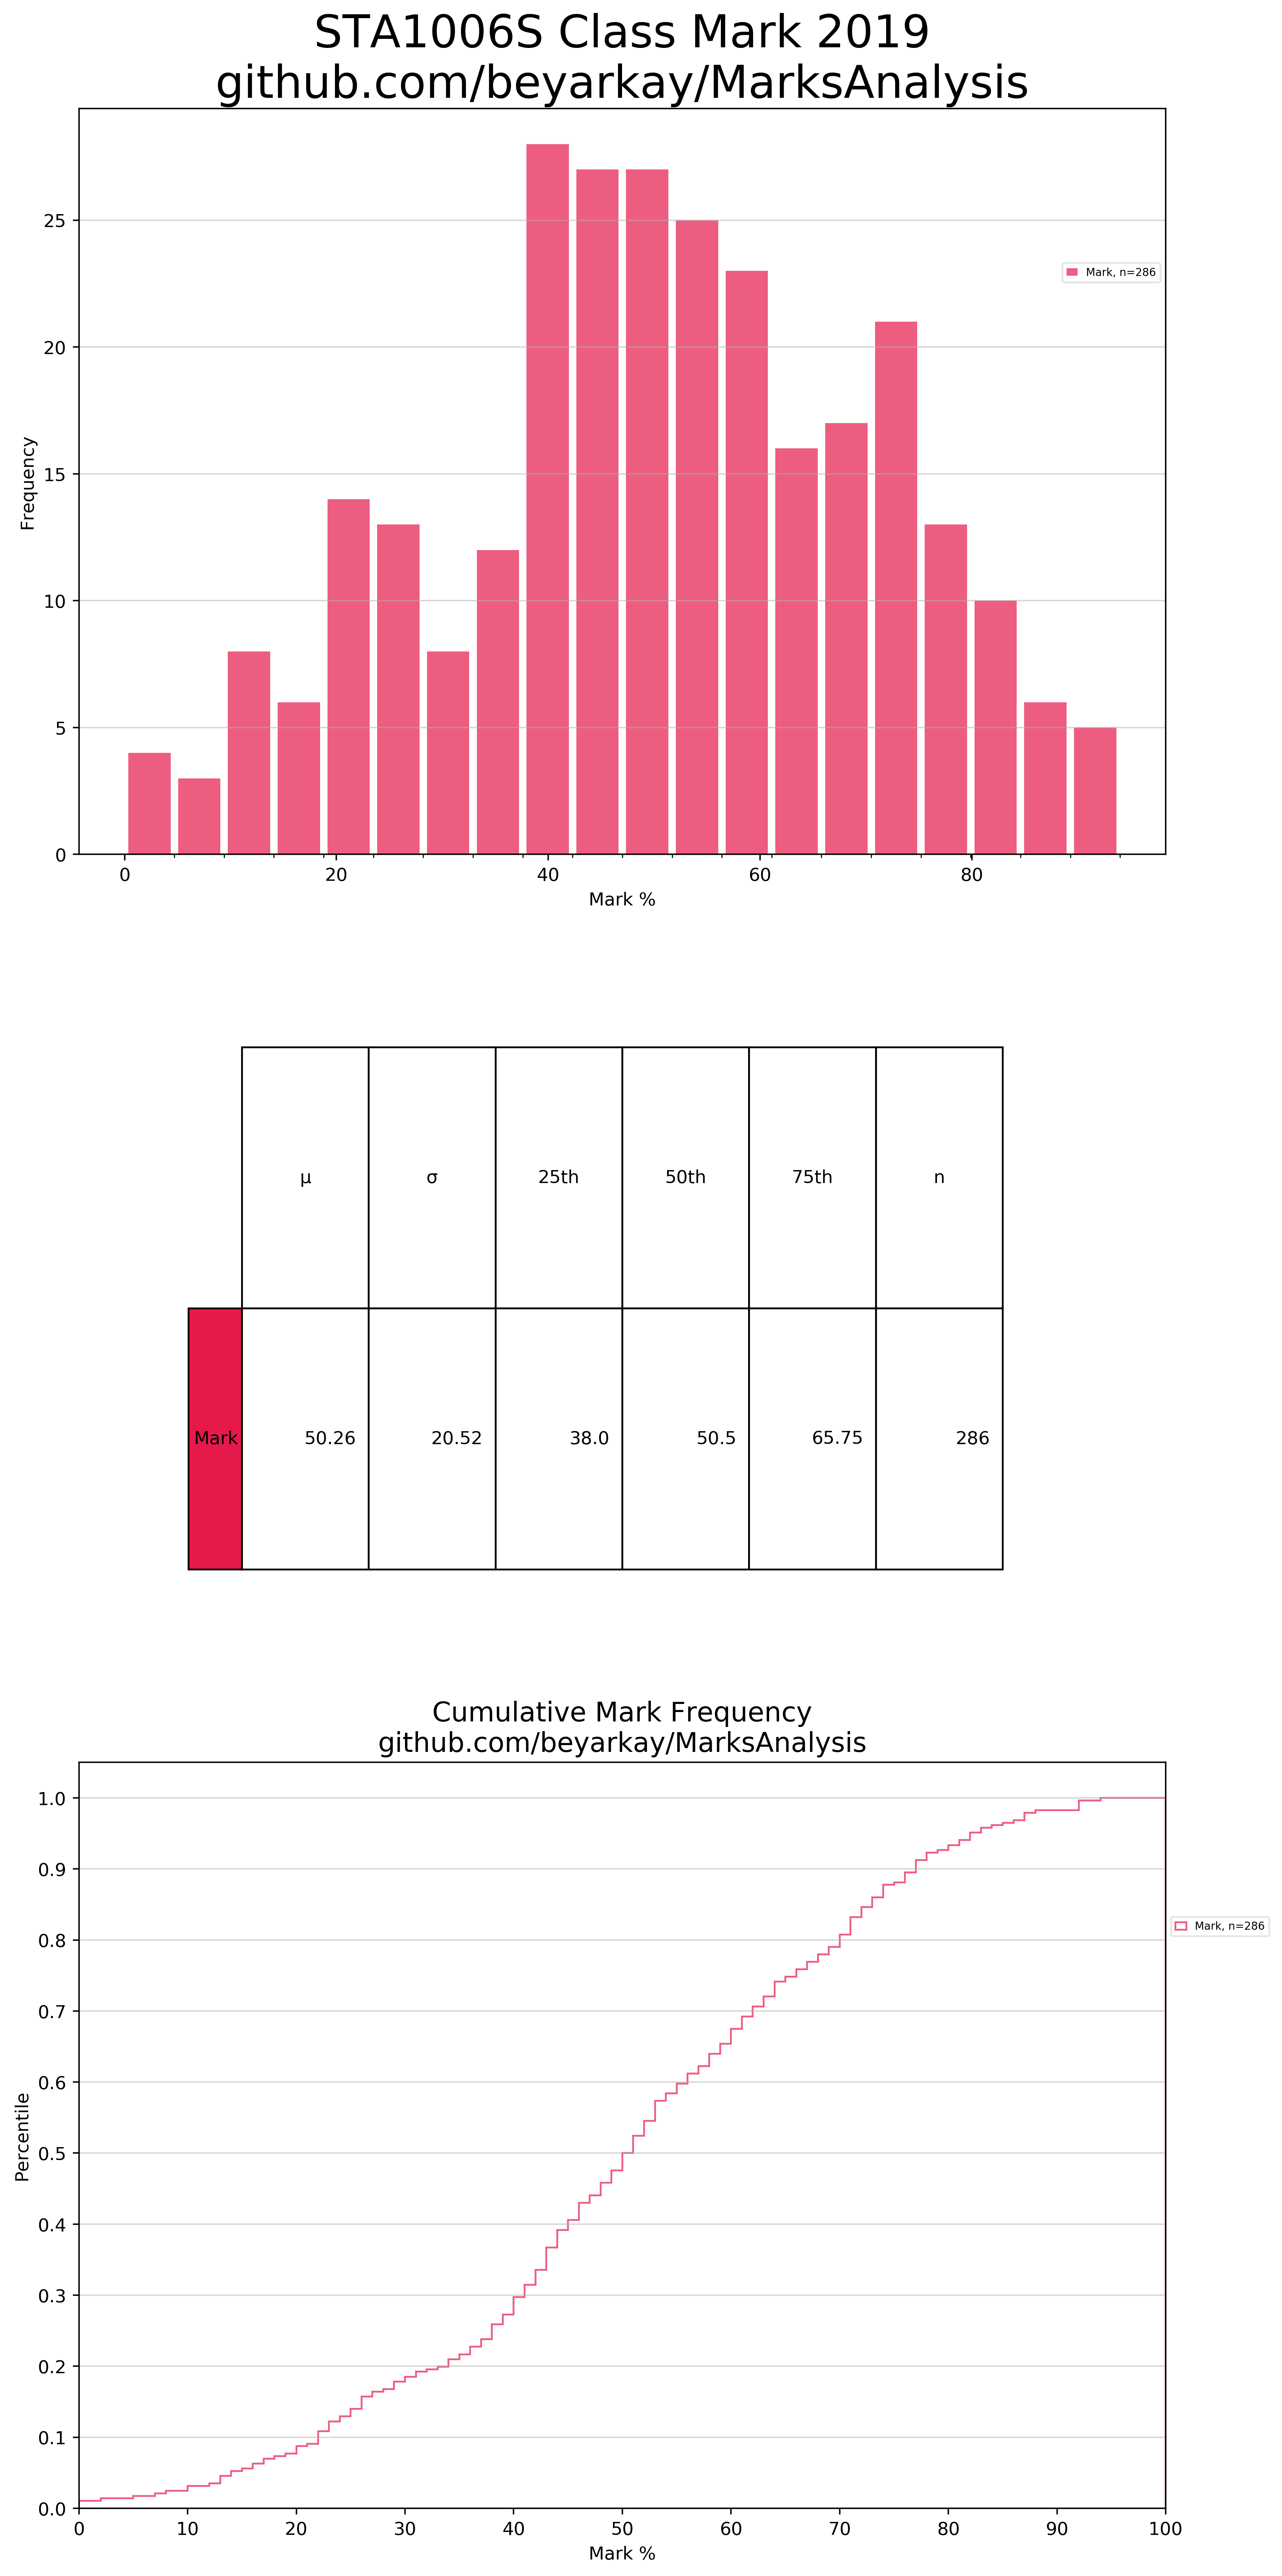 STA1006S Class Mark 2019
github.com/beyarkay/MarksAnalysis
25
20
15
10
5
0
Frequency
Mark, n=286
0 20 40 60 80
Mark %
μ σ 25th 50th 75th n
Mark 50.26 20.52 38.0 50.5 65.75 286
Cumulative Mark Frequency
github.com/beyarkay/MarksAnalysis
1.0
0.9
0.8
0.7
0.6
0.5
0.4
0.3
0.2
0.1
0.0
Percentile
Mark, n=286
0 10 20 30 40 50 60 70 80 90 100
Mark %